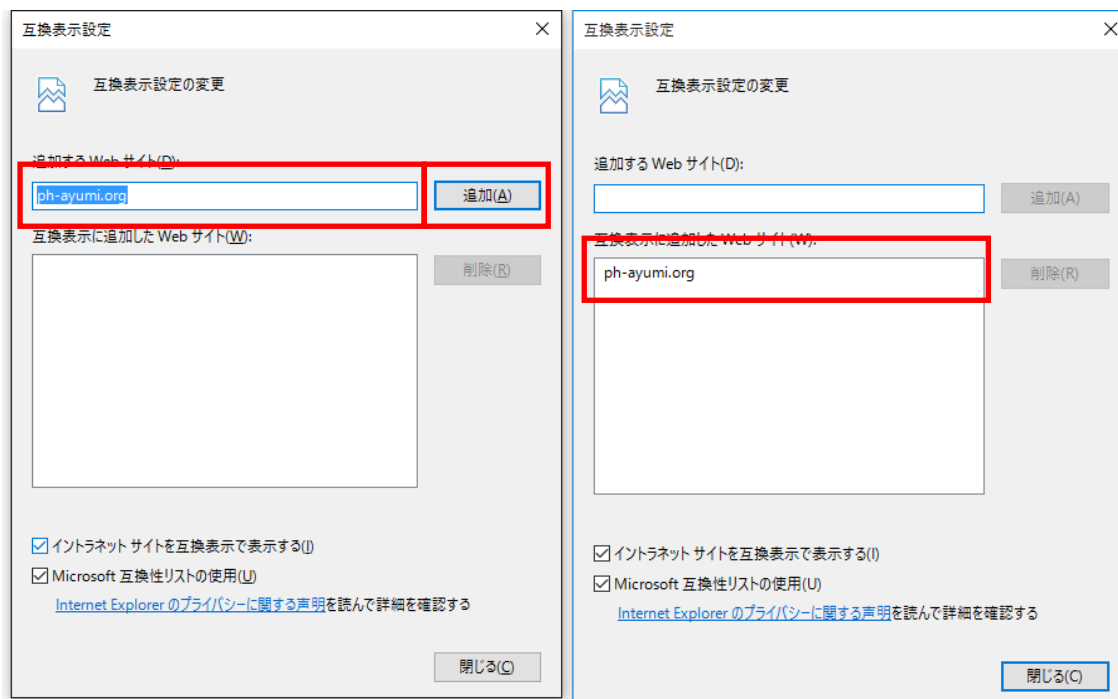 互換表示設定
互換表示設定の変更
追加する Web サイト(D):
ph-ayumi.org
追加(A)
互換表示に追加した Web サイト(W):
削除(R)
イントラネット サイトを互換表示で表示する(I)
Microsoft 互換性リストの使用(U)
Internet Explorer のプライバシーに関する声明を読んで詳細を確認する
閉じる(C)
互換表示設定
互換表示設定の変更
追加する Web サイト(D):
追加(A)
互換表示に追加した Web サイト(W):
ph-ayumi.org
削除(R)
イントラネット サイトを互換表示で表示する(I)
Microsoft 互換性リストの使用(U)
Internet Explorer のプライバシーに関する声明を読んで詳細を確認する
閉じる(C)